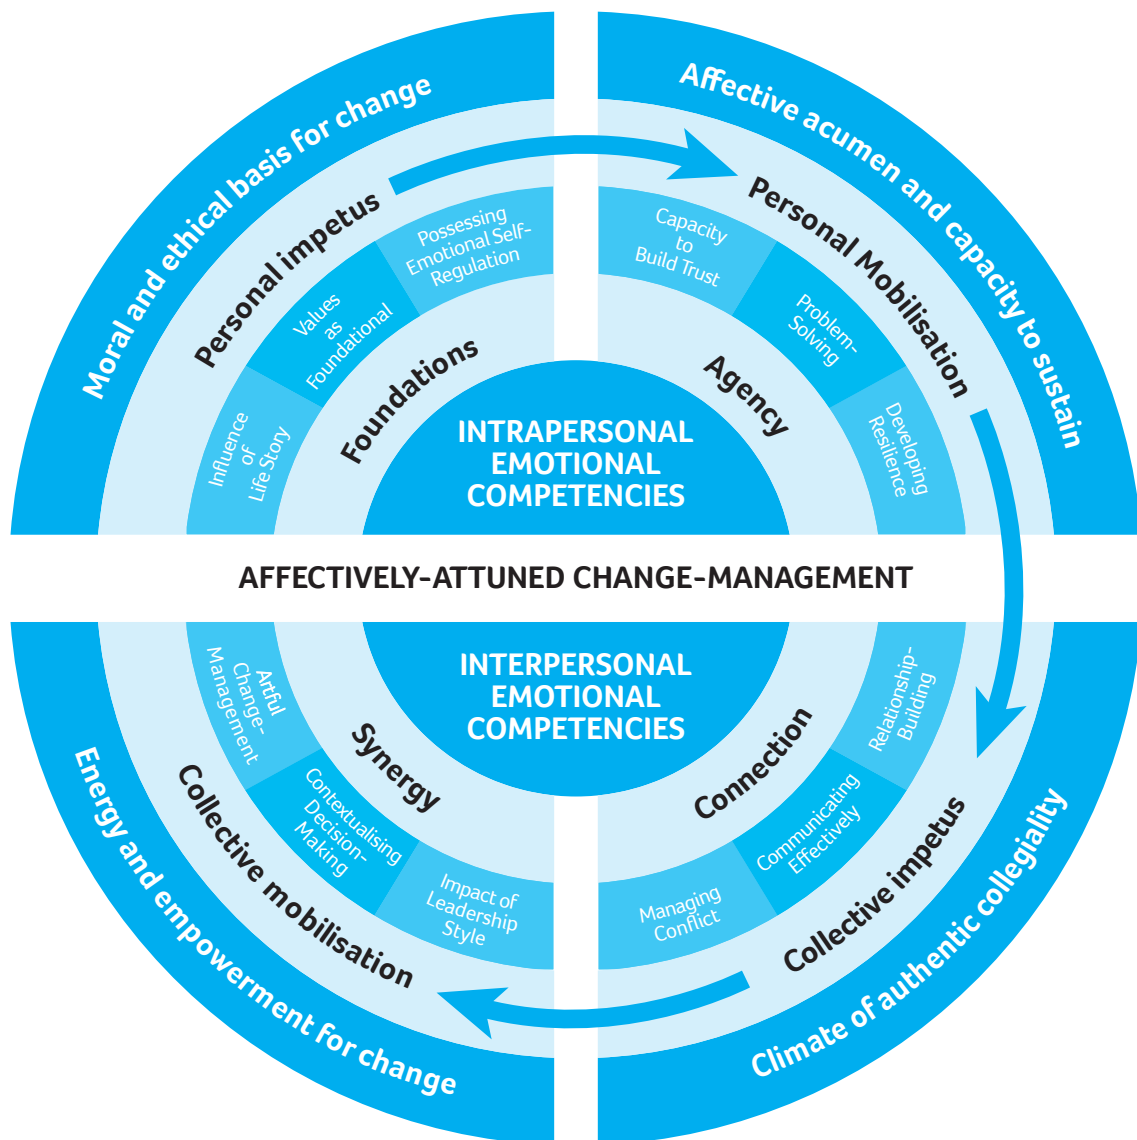 Moral and ethical basis for change
Personal impetus
Influence
of
Life Story
Values
as
Foundational
Possessing
Emotional Self-
Regulation
Foundations
Affective acumen and capacity to sustain
Personal Mobilisation
Capacity
to
Build Trust
Problem-
Solving
Developing
Resilience
Agency
INTRAPERSONAL
EMOTIONAL
COMPETENCIES
AFFECTIVELY-ATTUNED CHANGE-MANAGEMENT
INTERPERSONAL
EMOTIONAL
COMPETENCIES
Connection
Relationship-
Building
Communicating
Effectively
Managing
Conflict
Collective impetus
Climate of authentic collegiality
Synergy
Impact of
Leadership
Style
Contextualising
Decision-
Making
Artful
Change-
Management
Collective mobilisation
Energy and empowerment for change